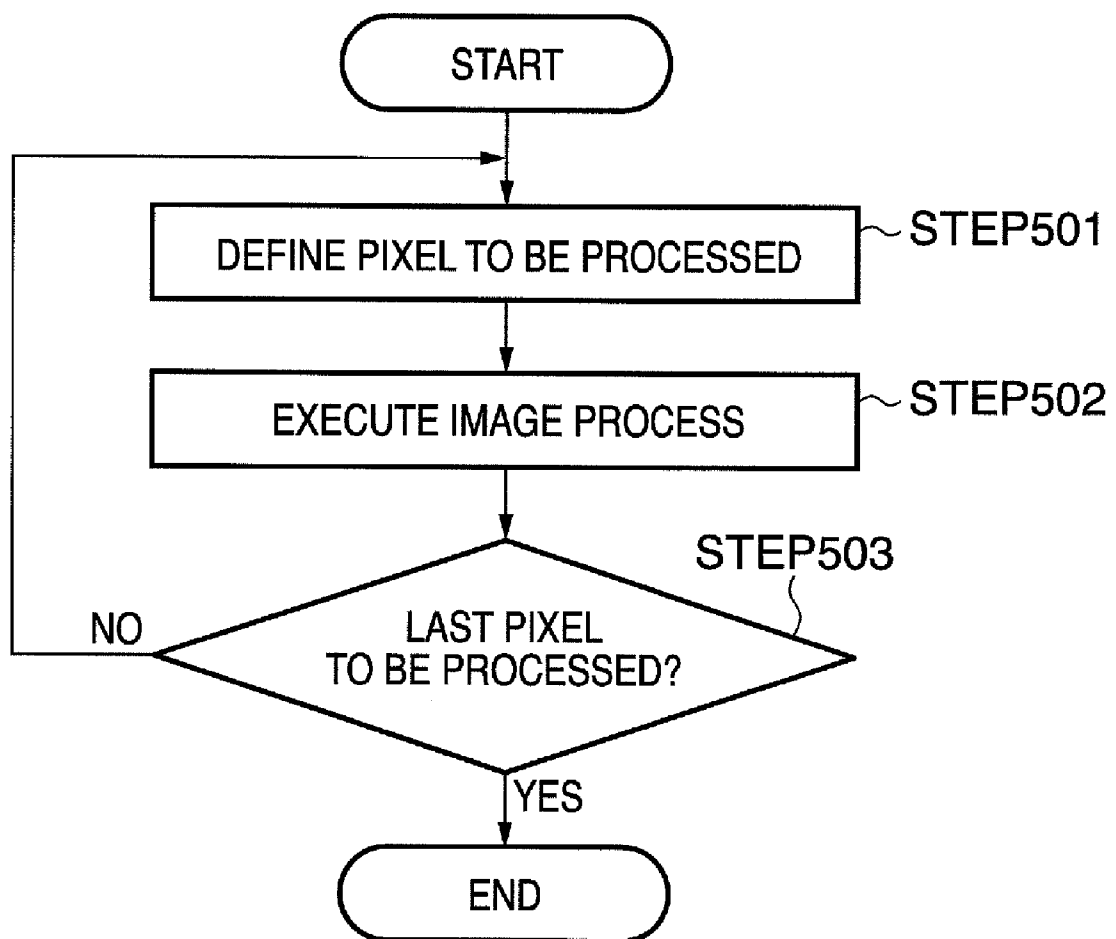 START
DEFINE PIXEL TO BE PROCESSED
STEP501
EXECUTE IMAGE PROCESS
STEP502
STEP503
NO
LAST PIXEL
TO BE PROCESSED?
YES
END